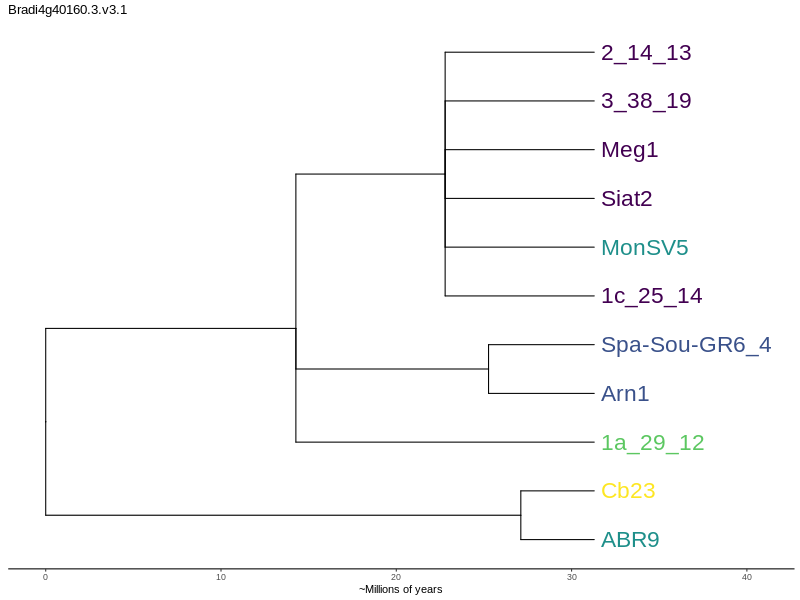 Bradi4g40160.3.v3.1
2_14_13
3_38_19
Meg1
Siat2
MonSV5
1c_25_14
Spa-Sou-GR6_4
Arn1
1a_29_12
Cb23
ABR9
0 10 20 30 40
~Millions of years